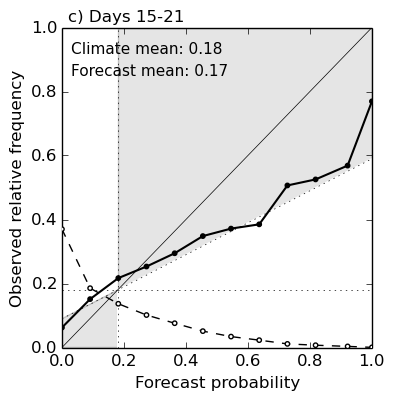 c) Days 15-21
Climate mean: 0.18
Forecast mean: 0.17
Observed relative frequency
1.0
0.8
0.6
0.4
0.2
0.0
0.0 0.2 0.4 0.6 0.8 1.0
Forecast probability